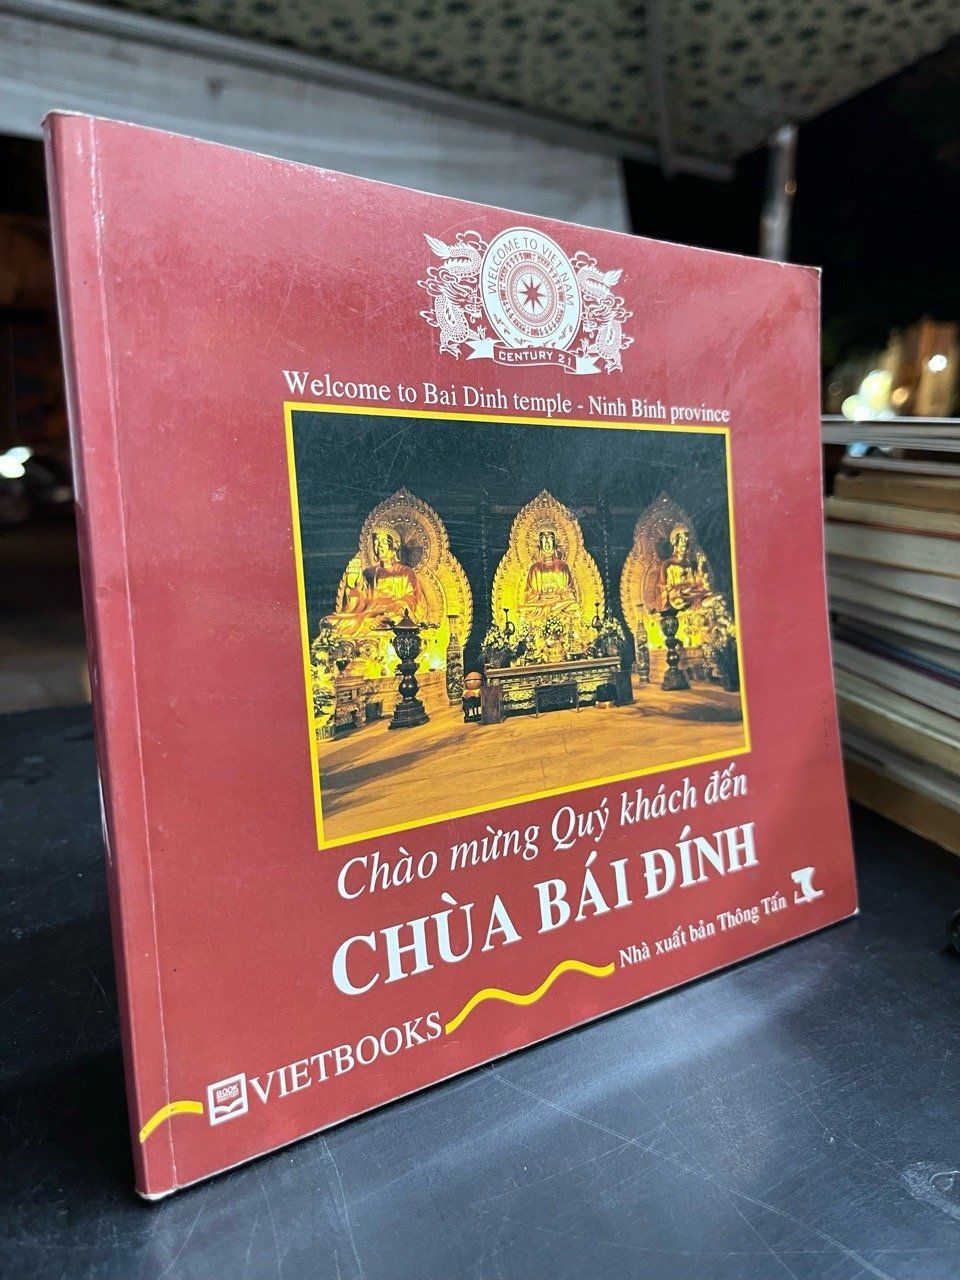 WELCOME TO VIET NAM
CENTURY 21
Welcome to Bai Dinh temple - Ninh Binh province
Chào mừng Quý khách đến
CHÙA BÁI ĐÍNH
Nhà xuất bản Thông Tấn
BOOK
VIETBOOKS